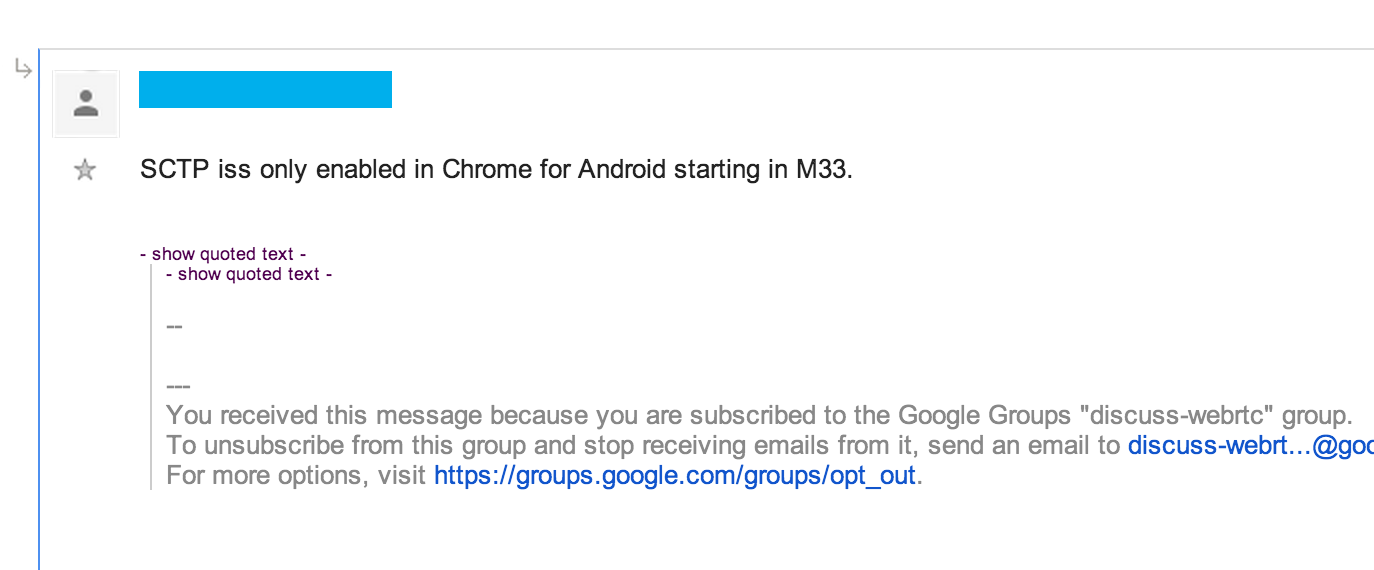 SCTP iss only enabled in Chrome for Android starting in M33.
- show quoted text -
- show quoted text -
--
---
You received this message because you are subscribed to the Google Groups "discuss-webrtc" group.
To unsubscribe from this group and stop receiving emails from it, send an email to discuss-webrt...@goo
For more options, visit https://groups.google.com/groups/opt_out.